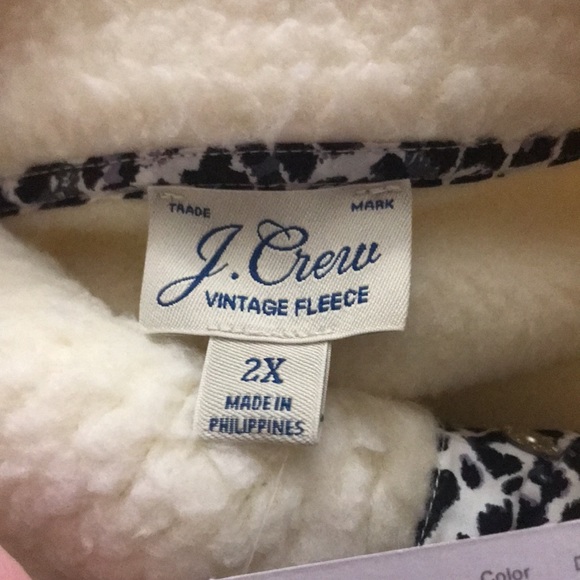 TRADE MARK
J.Crew
VINTAGE FLEECE
2X
MADE IN
PHILIPPINES
Color